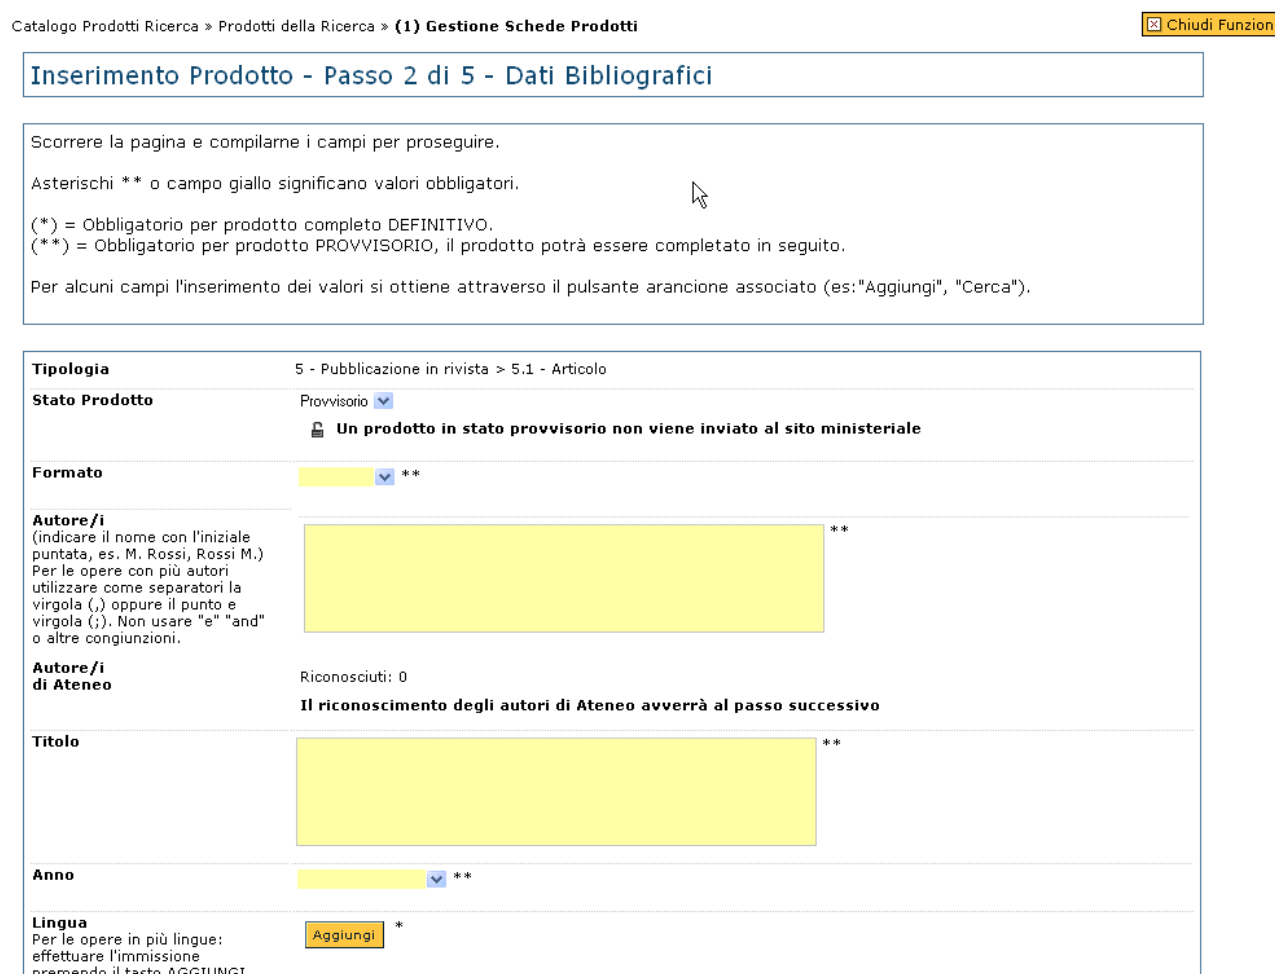 Catalogo Prodotti Ricerca » Prodotti della Ricerca » (1) Gestione Schede Prodotti
Chiudi Funzion
Inserimento Prodotto - Passo 2 di 5 - Dati Bibliografici
Scorrere la pagina e compilarne i campi per proseguire.
Asterischi ** o campo giallo significano valori obbligatori.
(*) = Obbligatorio per prodotto completo DEFINITIVO.
(**) = Obbligatorio per prodotto PROVVISORIO, il prodotto potrà essere completato in seguito.
Per alcuni campi l'inserimento dei valori si ottiene attraverso il pulsante arancione associato (es:"Aggiungi", "Cerca").
Tipologia
5 - Pubblicazione in rivista > 5.1 - Articolo
Stato Prodotto
Provvisorio
Un prodotto in stato provvisorio non viene inviato al sito ministeriale
Formato
**
Autore/i
(indicare il nome con l'iniziale
puntata, es. M. Rossi, Rossi M.)
Per le opere con più autori
utilizzare come separatori la
virgola (,) oppure il punto e
virgola (;). Non usare "e" "and"
o altre congiunzioni.
**
Autore/i
di Ateneo
Riconosciuti: 0
Il riconoscimento degli autori di Ateneo avverrà al passo successivo
Titolo
**
Anno
**
Lingua
Per le opere in più lingue:
effettuare l'immissione
premendo il tasto AGGIUNGI
Aggiungi
*